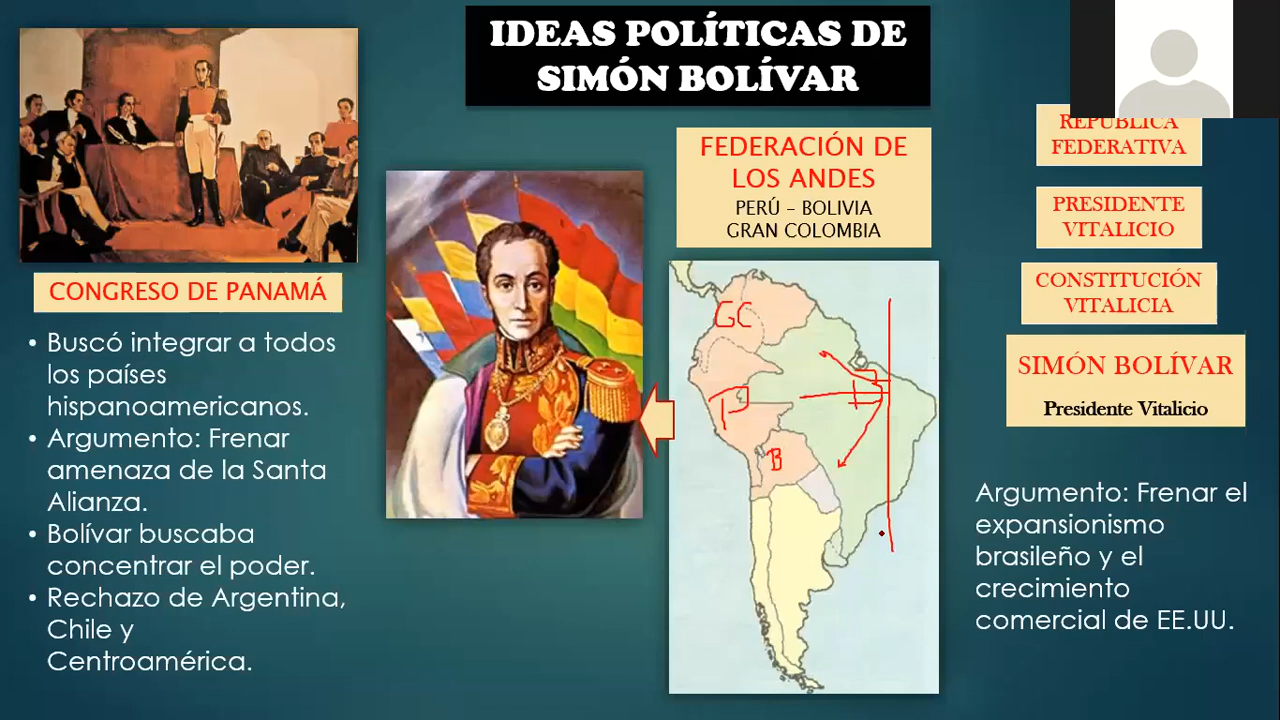 IDEAS POLÍTICAS DE
SIMÓN BOLÍVAR
CONGRESO DE PANAMÁ
• Buscó integrar a todos
los países
hispanoamericanos.
• Argumento: Frenar
amenaza de la Santa
Alianza.
• Bolívar buscaba
concentrar el poder.
• Rechazo de Argentina,
Chile y
Centroamérica.
FEDERACIÓN DE
LOS ANDES
PERÚ – BOLIVIA
GRAN COLOMBIA
GC
P
B
B
REPÚBLICA
FEDERATIVA
PRESIDENTE
VITALICIO
CONSTITUCIÓN
VITALICIA
SIMÓN BOLÍVAR
Presidente Vitalicio
Argumento: Frenar el
expansionismo
brasileño y el
crecimiento
comercial de EE.UU.